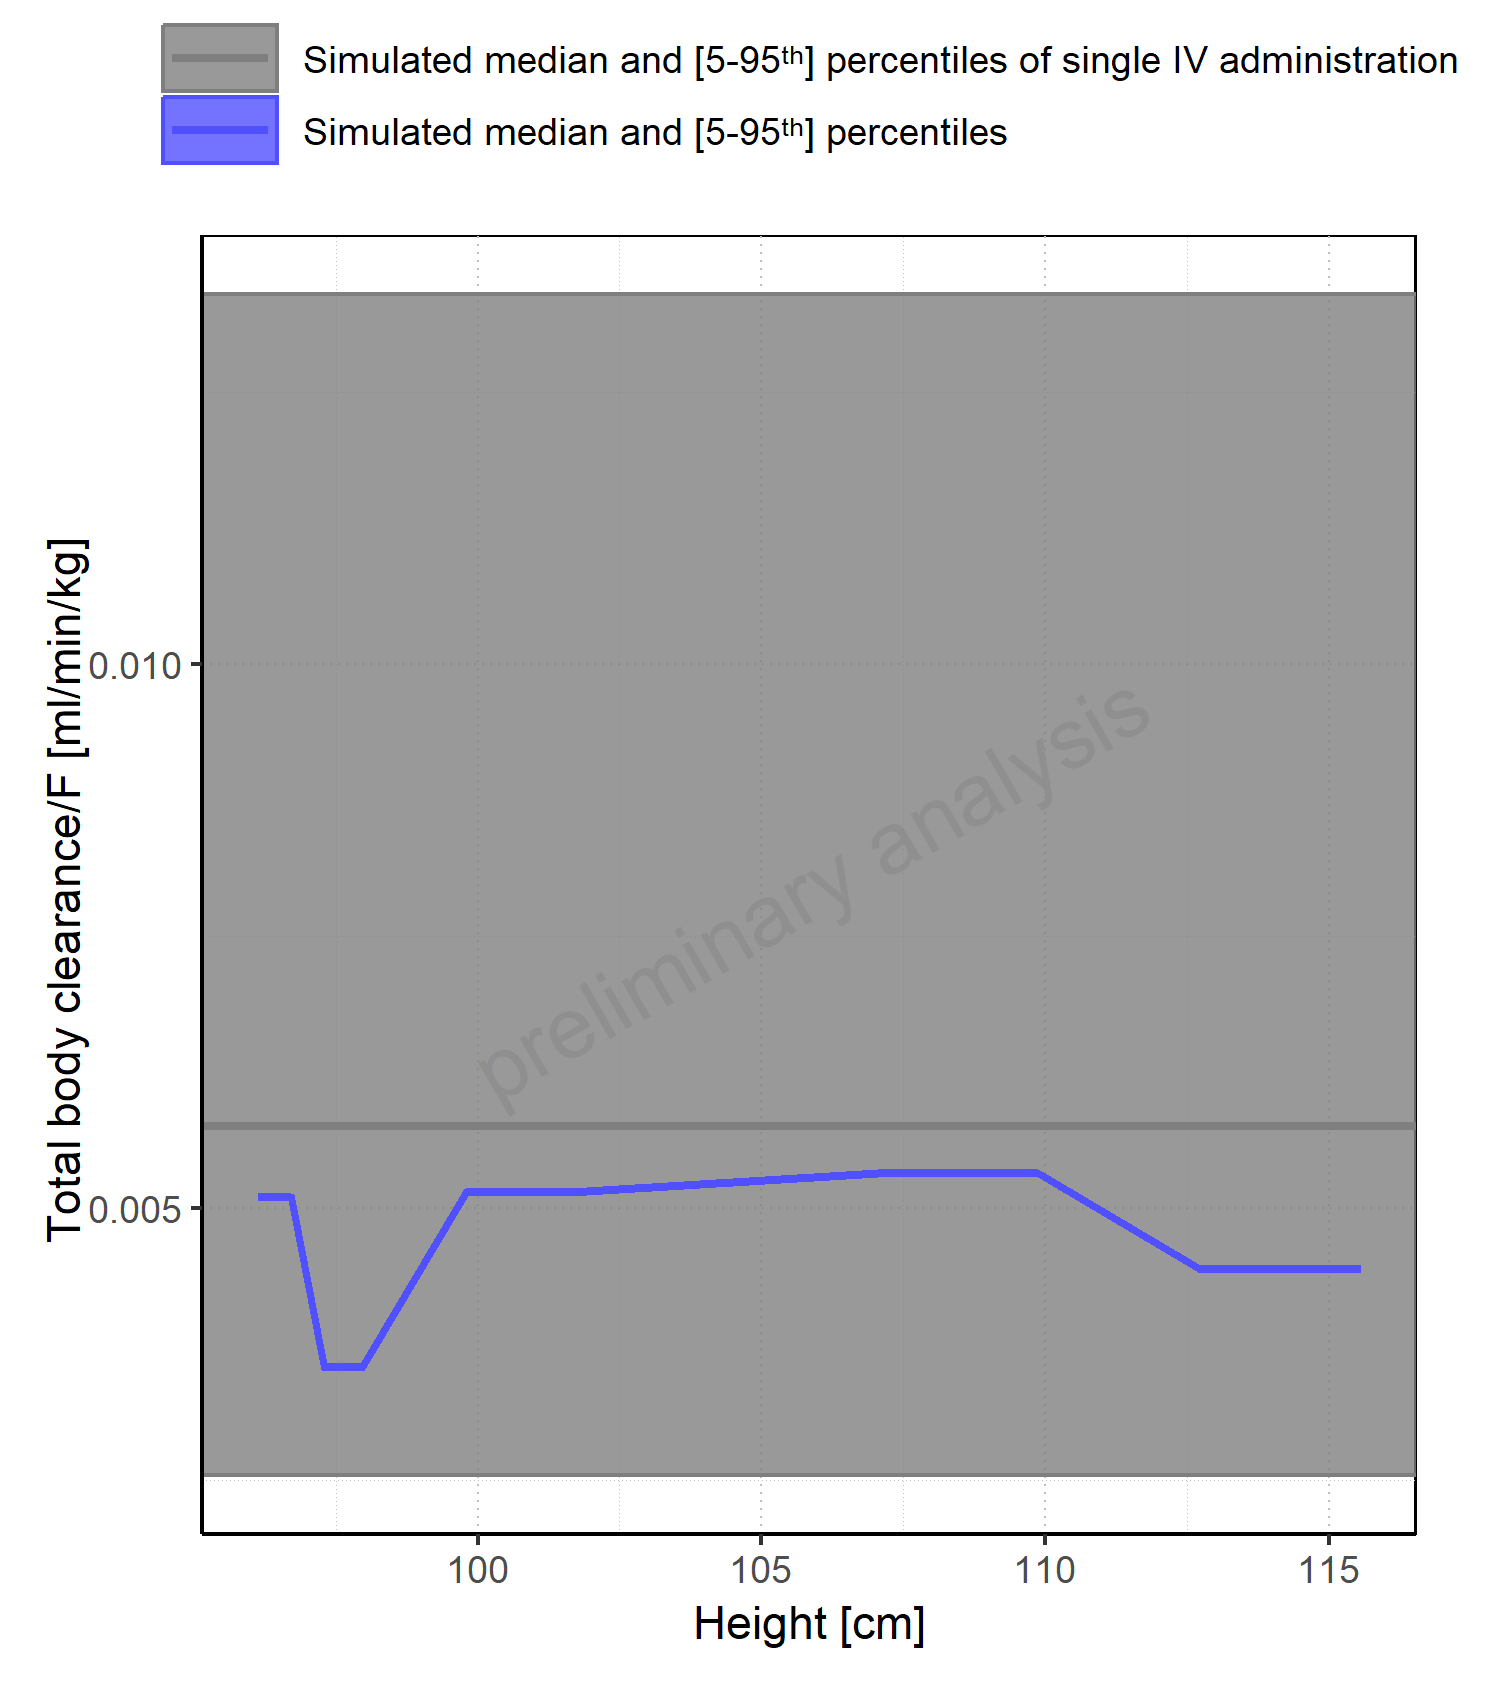 Simulated median and [5-95th] percentiles of single IV administration
Simulated median and [5-95th] percentiles
Total body clearance/F [ml/min/kg]
0.010
0.005
preliminary analysis
100 105 110 115
Height [cm]